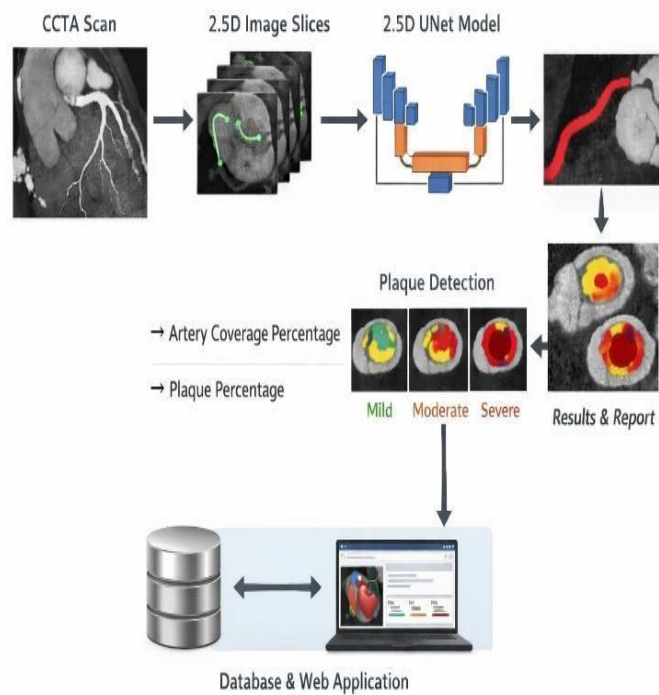 CCTA Scan
2.5D Image Slices
2.5D UNet Model
Plaque Detection
→ Artery Coverage Percentage
→ Plaque Percentage
Mild
Moderate
Severe
Results & Report
Database & Web Application